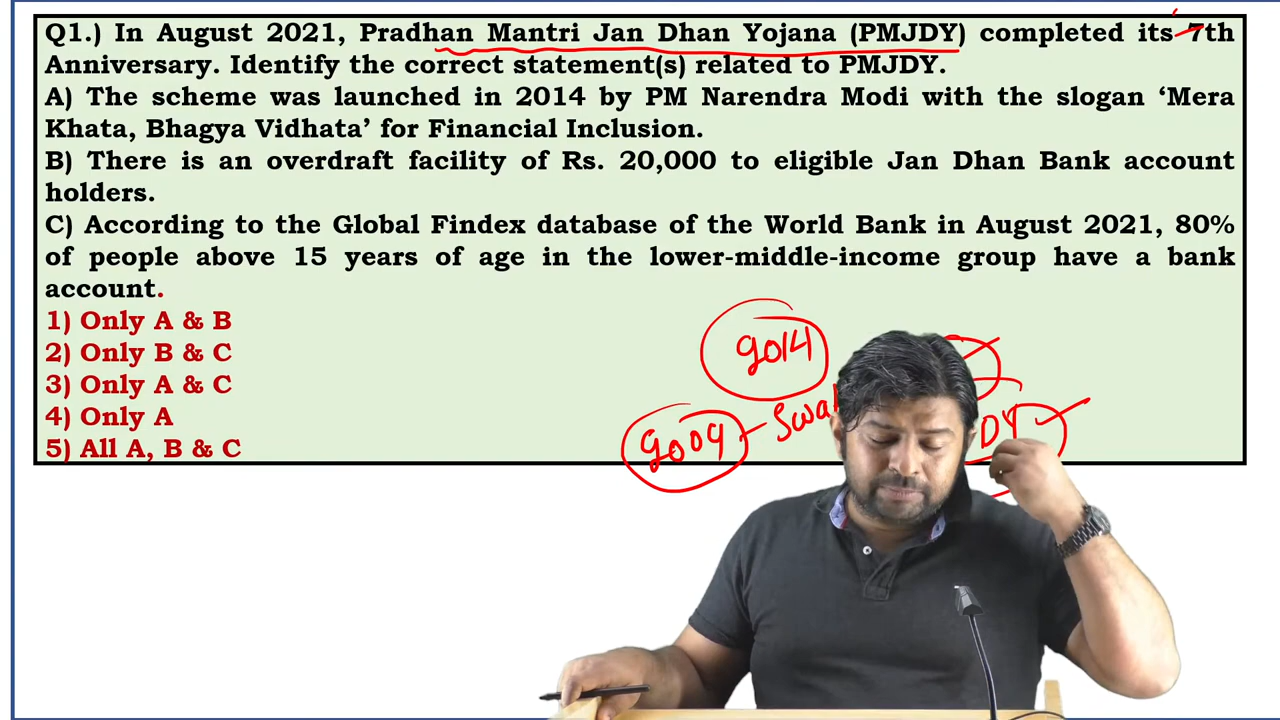 Q1.) In August 2021, Pradhan Mantri Jan Dhan Yojana (PMJDY) completed its 7th
Anniversary. Identify the correct statement(s) related to PMJDY.
A) The scheme was launched in 2014 by PM Narendra Modi with the slogan ‘Mera
Khata, Bhagya Vidhata’ for Financial Inclusion.
B) There is an overdraft facility of Rs. 20,000 to eligible Jan Dhan Bank account
holders.
C) According to the Global Findex database of the World Bank in August 2021, 80%
of people above 15 years of age in the lower-middle-income group have a bank
account.
1) Only A & B
2) Only B & C
3) Only A & C
4) Only A
5) All A, B & C
2014
2009 - Swa
DY